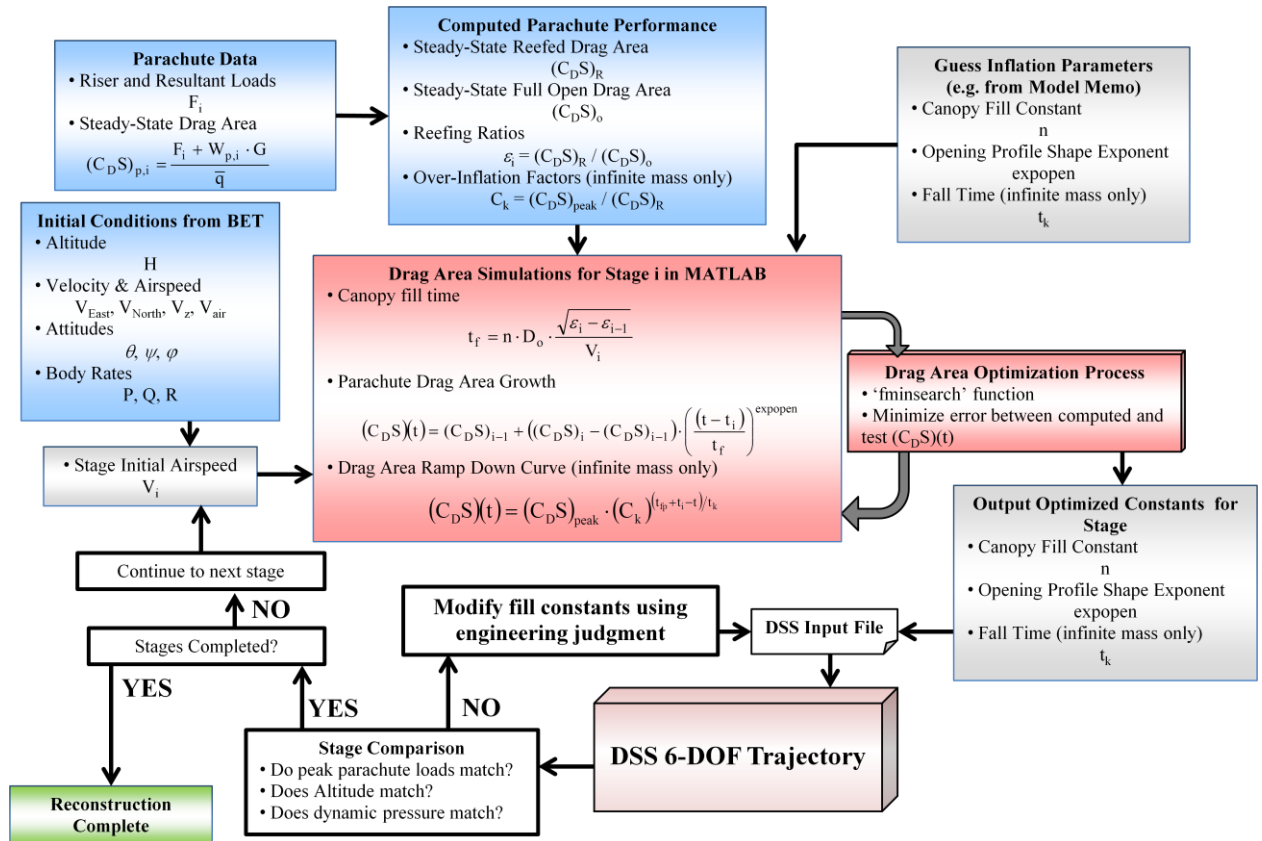 Parachute Data
• Riser and Resultant Loads
F_i
• Steady-State Drag Area
(C_DS)_{p,i} = (F_i + W_{p,i} · G) / q̄
Computed Parachute Performance
• Steady-State Reefed Drag Area
(C_DS)_R
• Steady-State Full Open Drag Area
(C_DS)_o
• Reefing Ratios
ε_i = (C_DS)_R / (C_DS)_o
• Over-Inflation Factors (infinite mass only)
C_k = (C_DS)_peak / (C_DS)_R
Guess Inflation Parameters
(e.g. from Model Memo)
• Canopy Fill Constant
n
• Opening Profile Shape Exponent
expopen
• Fall Time (infinite mass only)
t_k
Initial Conditions from BET
• Altitude
H
• Velocity & Airspeed
V_East, V_North, V_z, V_air
• Attitudes
θ, ψ, φ
• Body Rates
P, Q, R
• Stage Initial Airspeed
V_i
Drag Area Simulations for Stage i in MATLAB
• Canopy fill time
t_f = n · D_o · √(ε_i − ε_{i−1}) / V_i
• Parachute Drag Area Growth
(C_DS)(t) = (C_DS)_{i−1} + ((C_DS)_i − (C_DS)_{i−1}) · ((t − t_i) / t_f)^expopen
• Drag Area Ramp Down Curve (infinite mass only)
(C_DS)(t) = (C_DS)_peak · (C_k)^{(t_fp + t_i − t)/t_k}
Drag Area Optimization Process
• 'fminsearch' function
• Minimize error between computed and
test (C_DS)(t)
Output Optimized Constants for
Stage
• Canopy Fill Constant
n
• Opening Profile Shape Exponent
expopen
• Fall Time (infinite mass only)
t_k
Continue to next stage
NO
Stages Completed?
YES
YES
NO
Modify fill constants using
engineering judgment
DSS Input File
DSS 6-DOF Trajectory
Stage Comparison
• Do peak parachute loads match?
• Does Altitude match?
• Does dynamic pressure match?
Reconstruction
Complete